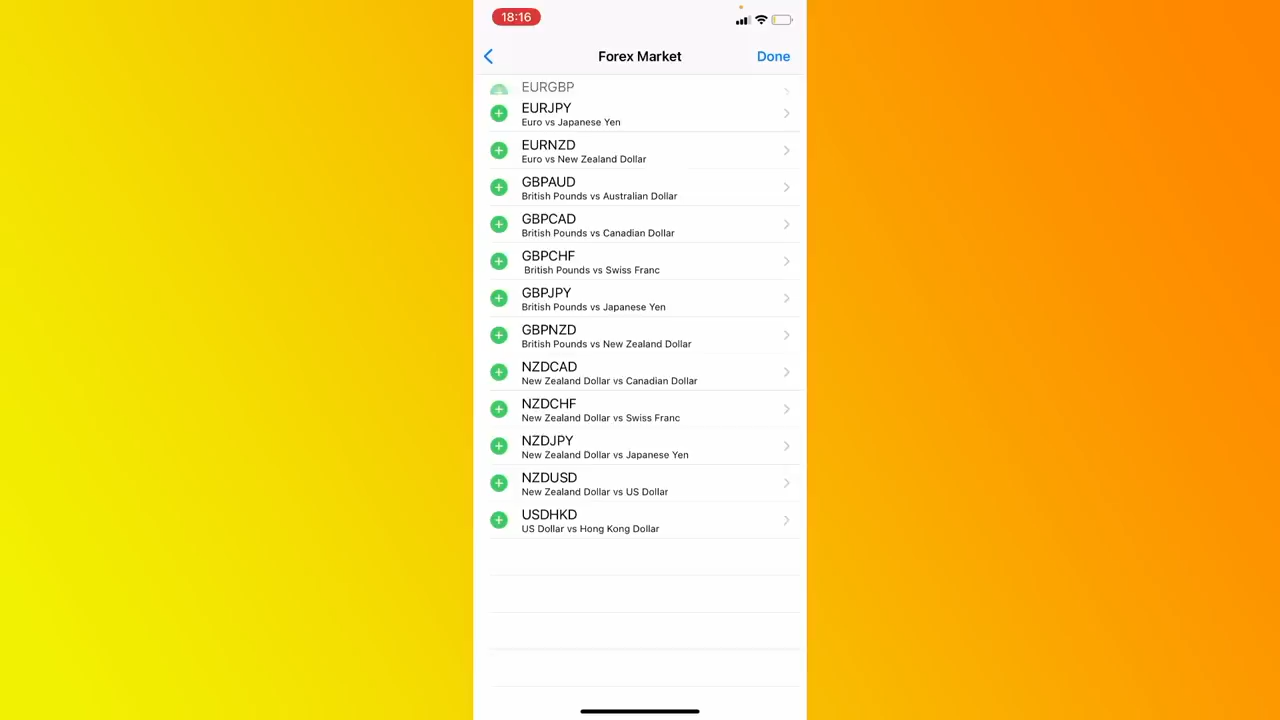 18:16
Forex Market
Done
EURGBP
EURJPY
Euro vs Japanese Yen
EURNZD
Euro vs New Zealand Dollar
GBPAUD
British Pounds vs Australian Dollar
GBPCAD
British Pounds vs Canadian Dollar
GBPCHF
British Pounds vs Swiss Franc
GBPJPY
British Pounds vs Japanese Yen
GBPNZD
British Pounds vs New Zealand Dollar
NZDCAD
New Zealand Dollar vs Canadian Dollar
NZDCHF
New Zealand Dollar vs Swiss Franc
NZDJPY
New Zealand Dollar vs Japanese Yen
NZDUSD
New Zealand Dollar vs US Dollar
USDHKD
US Dollar vs Hong Kong Dollar